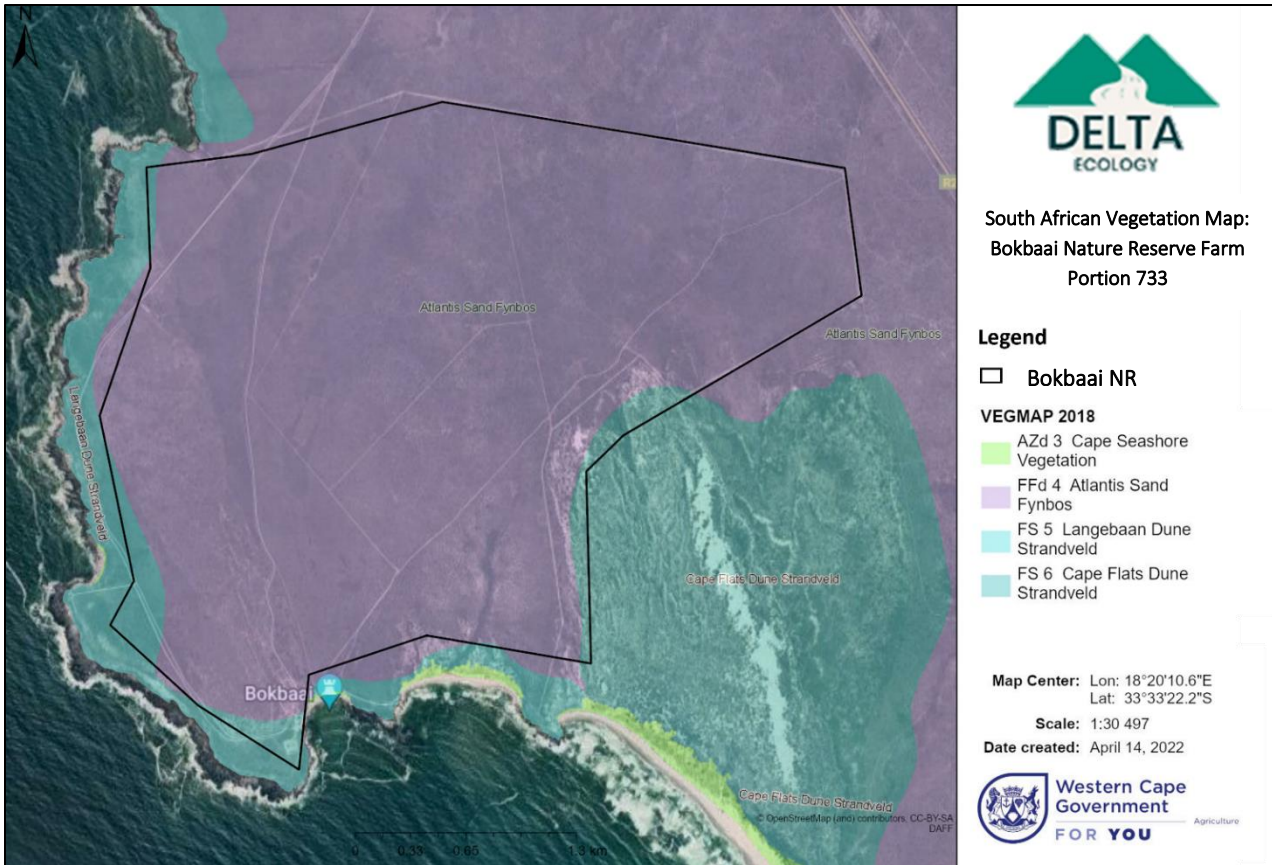 N
R27
Atlantis Sand Fynbos
Atlantis Sand Fynbos
Langebaan Dune Strandveld
Cape Flats Dune Strandveld
Bokbaai
Cape Flats Dune Strandveld
© OpenStreetMap (and) contributors, CC-BY-SA
DAFF
0 0.33 0.65 1.3 km
DELTA
ECOLOGY
South African Vegetation Map:
Bokbaai Nature Reserve Farm
Portion 733
Legend
Bokbaai NR
VEGMAP 2018
AZd 3 Cape Seashore
Vegetation
FFd 4 Atlantis Sand
Fynbos
FS 5 Langebaan Dune
Strandveld
FS 6 Cape Flats Dune
Strandveld
Map Center: Lon: 18°20'10.6"E
Lat: 33°33'22.2"S
Scale: 1:30 497
Date created: April 14, 2022
Western Cape
Government
Agriculture
FOR YOU